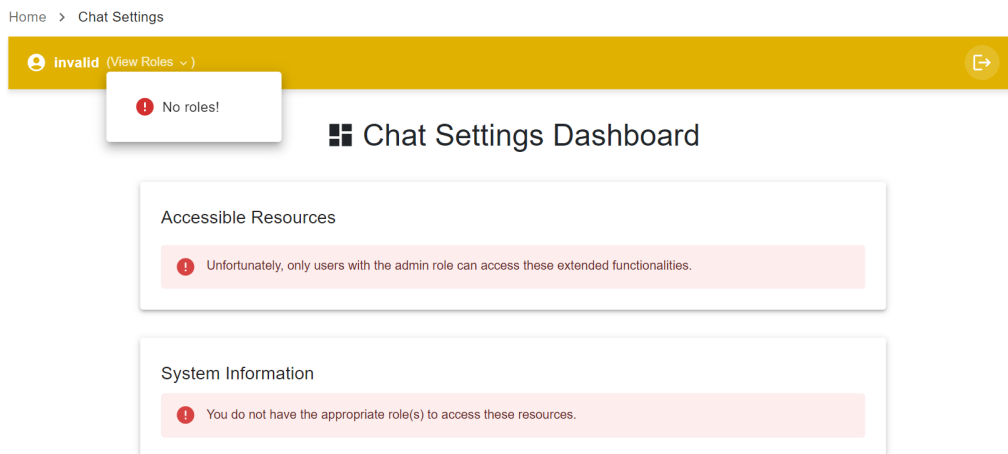 Home > Chat Settings
invalid (View Roles ⌄ )
No roles!
Chat Settings Dashboard
Accessible Resources
Unfortunately, only users with the admin role can access these extended functionalities.
System Information
You do not have the appropriate role(s) to access these resources.